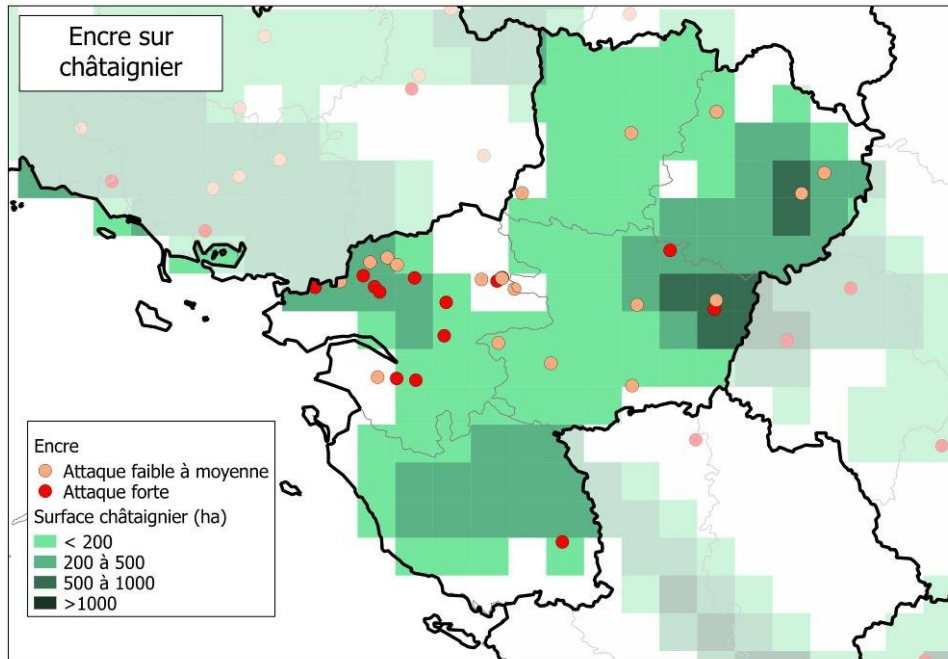 Encre sur
châtaignier
Encre
Attaque faible à moyenne
Attaque forte
Surface châtaignier (ha)
< 200
200 à 500
500 à 1000
>1000